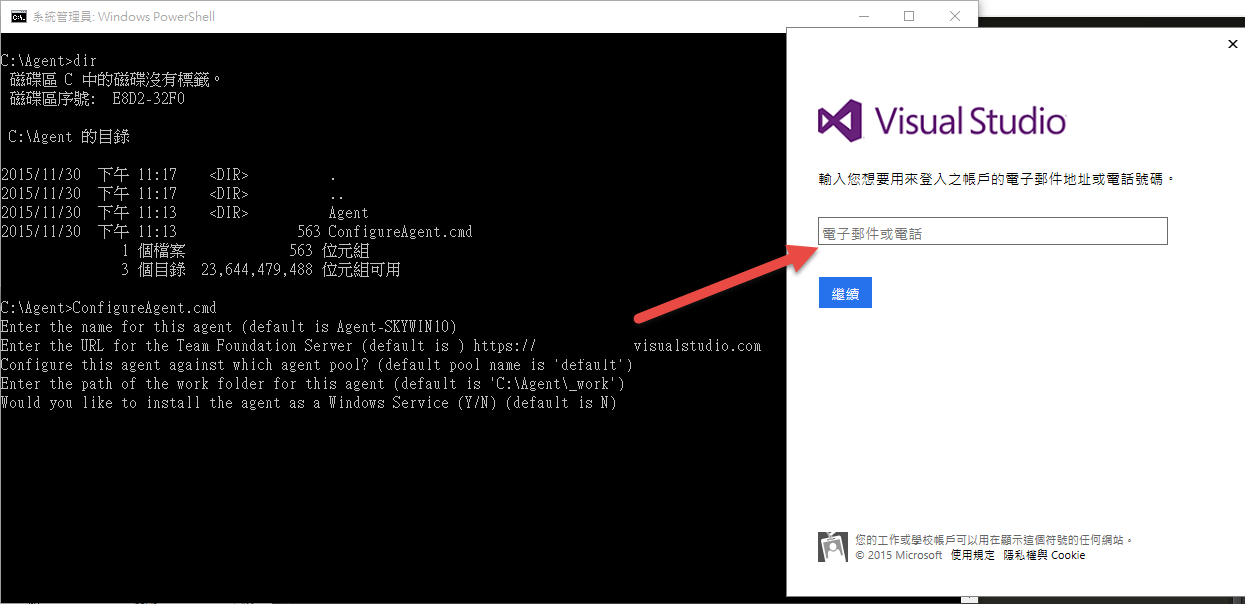 系統管理員: Windows PowerShell
C:\Agent>dir
磁碟區 C 中的磁碟沒有標籤。
磁碟區序號:  E8D2-32F0
C:\Agent 的目錄
2015/11/30  下午 11:17    <DIR>          .
2015/11/30  下午 11:17    <DIR>          ..
2015/11/30  下午 11:13    <DIR>          Agent
2015/11/30  下午 11:13               563 ConfigureAgent.cmd
1 個檔案             563 位元組
3 個目錄  23,644,479,488 位元組可用
C:\Agent>ConfigureAgent.cmd
Enter the name for this agent (default is Agent-SKYWIN10)
Enter the URL for the Team Foundation Server (default is ) https://            visualstudio.com
Configure this agent against which agent pool? (default pool name is 'default')
Enter the path of the work folder for this agent (default is 'C:\Agent\_work')
Would you like to install the agent as a Windows Service (Y/N) (default is N)
Visual Studio
輸入您想要用來登入之帳戶的電子郵件地址或電話號碼。
電子郵件或電話
繼續
您的工作或學校帳戶可以用在顯示這個符號的任何網站。
© 2015 Microsoft 使用規定 隱私權與 Cookie